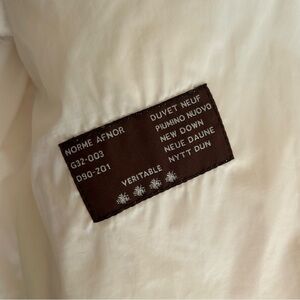 NORME AFNOR
G32-003
D90-201
DUVET NEUF
PIUMINO NUOVO
NEW DOWN
NEUE DAUNE
NYTT DUN
VERITABLE